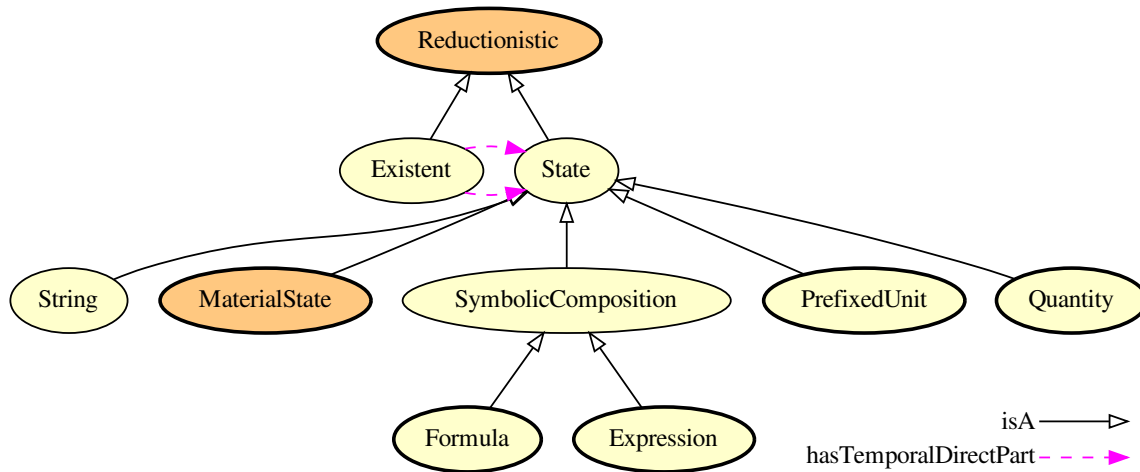 Reductionistic
Existent
State
String
MaterialState
SymbolicComposition
PrefixedUnit
Quantity
Formula
Expression
isA
hasTemporalDirectPart